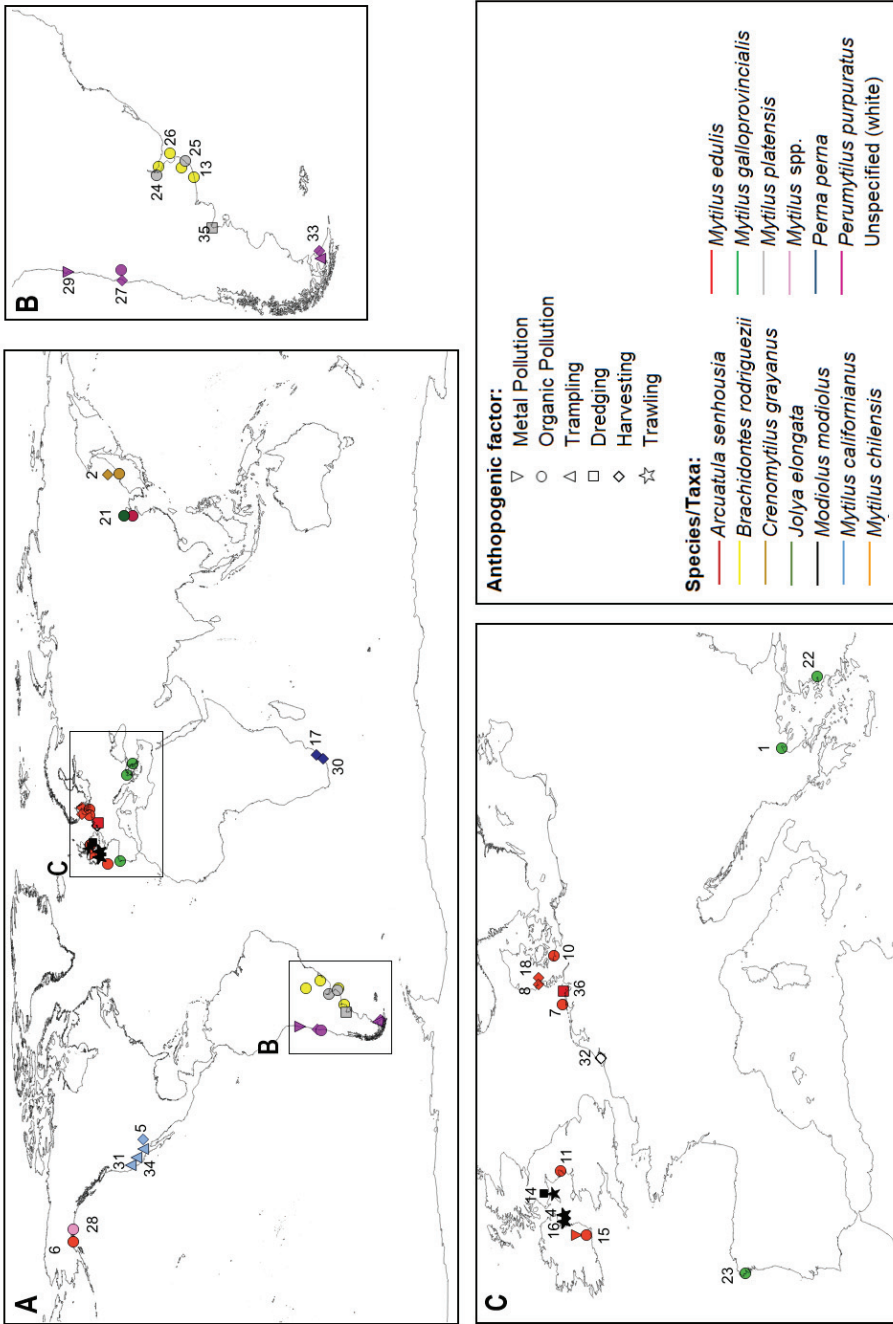 A
6
C
28
2
21
31
5
34
B
17
30
B
29
27
24
26
25
13
35
33
C
8 18
14
7
4
16
11
10
36
32
15
23
1
22
Anthopogenic factor:
Metal Pollution
Organic Pollution
Trampling
Dredging
Harvesting
Trawling
Species/Taxa:
Arcuatula senhousia
Brachidontes rodriguezii
Crenomytilus grayanus
Jolya elongata
Modiolus modiolus
Mytilus californianus
Mytilus chilensis
Mytilus edulis
Mytilus galloprovincialis
Mytilus platensis
Mytilus spp.
Perna perna
Perumytilus purpuratus
Unspecified (white)